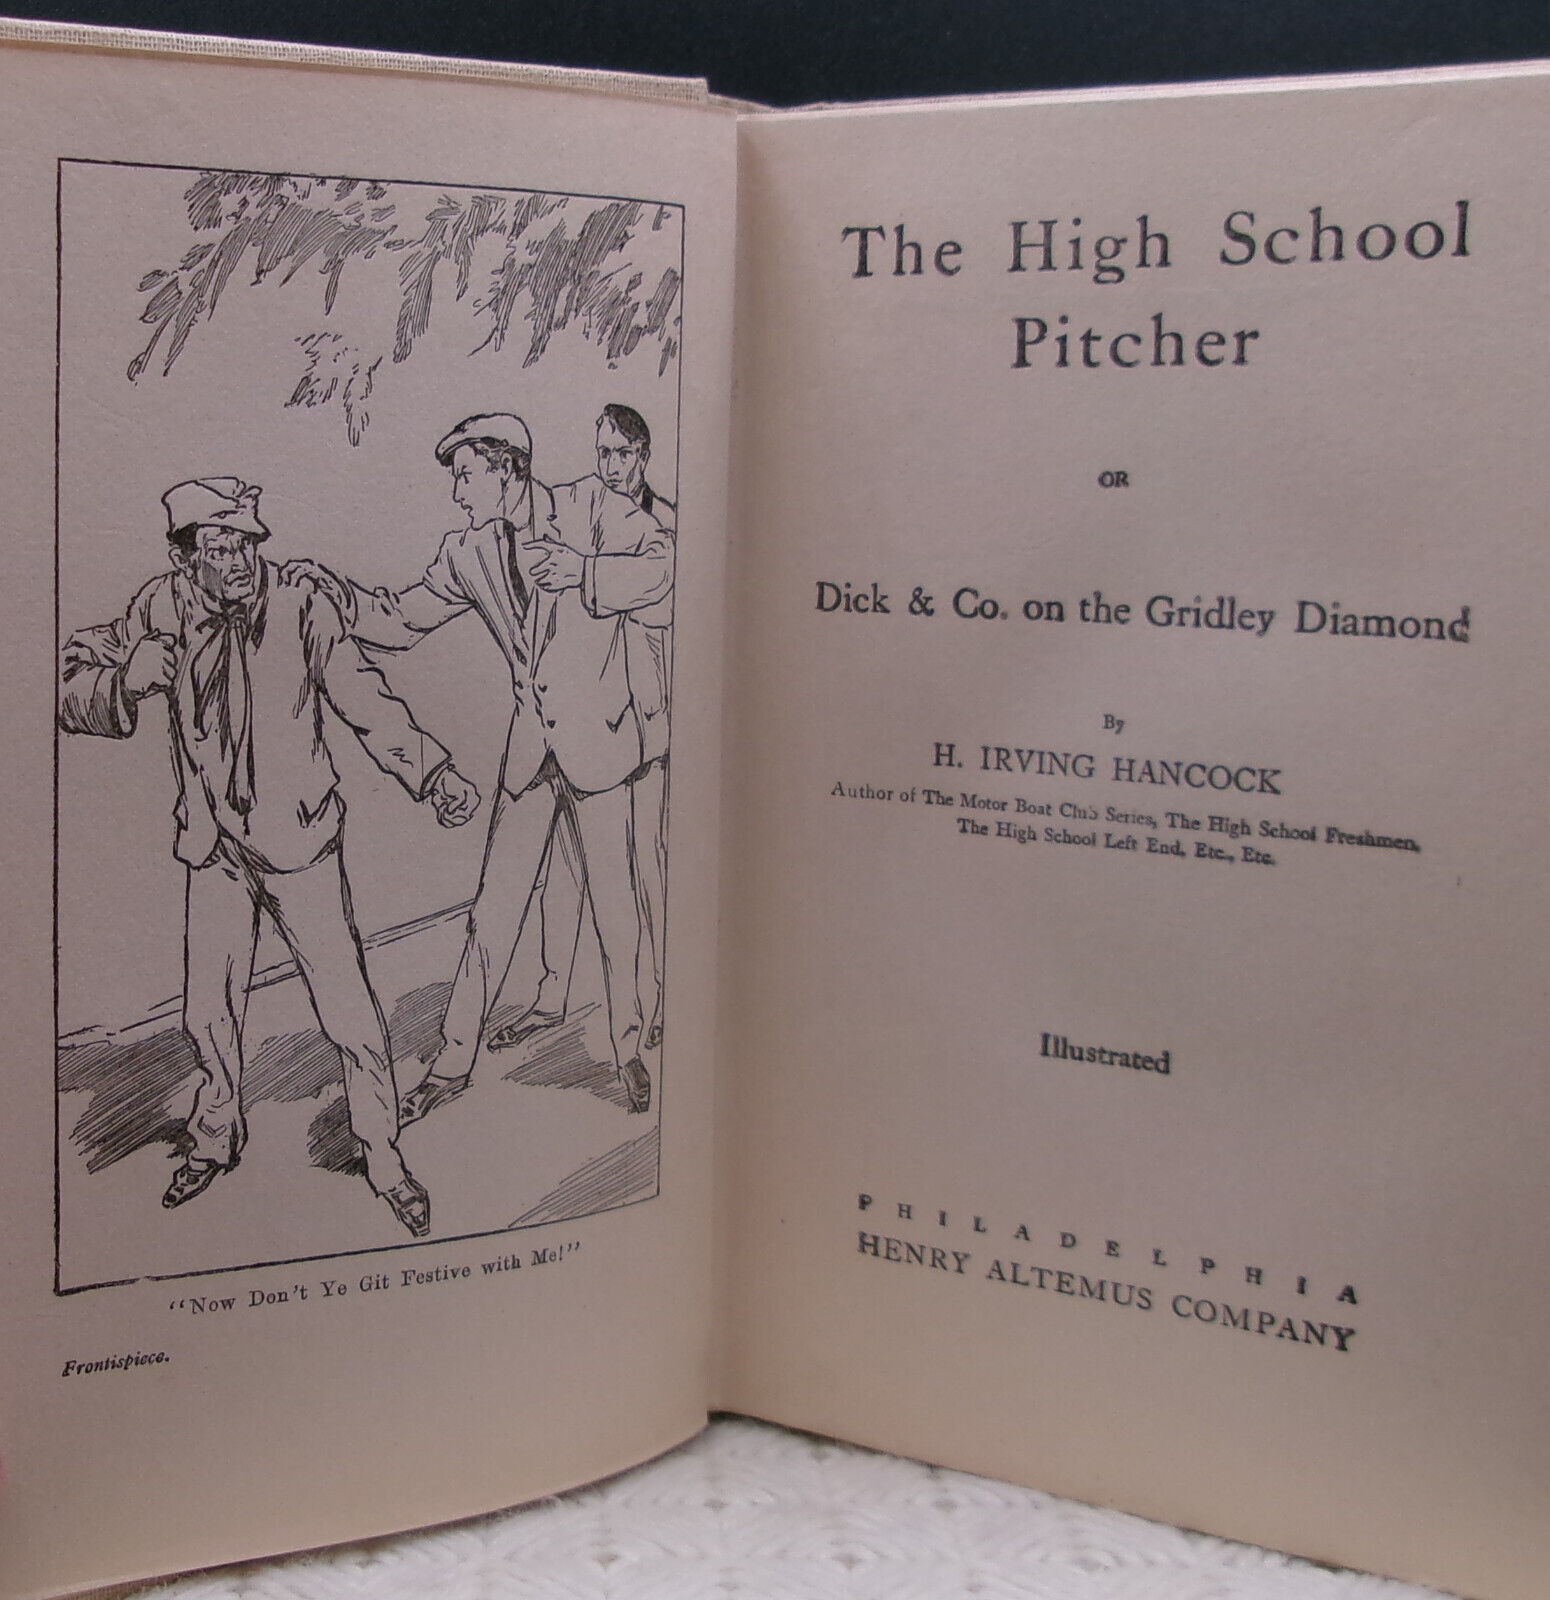 "Now Don't Ye Git Festive with Me!"
Frontispiece.
The High School
Pitcher
OR
Dick & Co. on the Gridley Diamond
By
H. IRVING HANCOCK
Author of The Motor Boat Club Series, The High School Freshmen,
The High School Left End, Etc., Etc.
Illustrated
PHILADELPHIA
HENRY ALTEMUS COMPANY